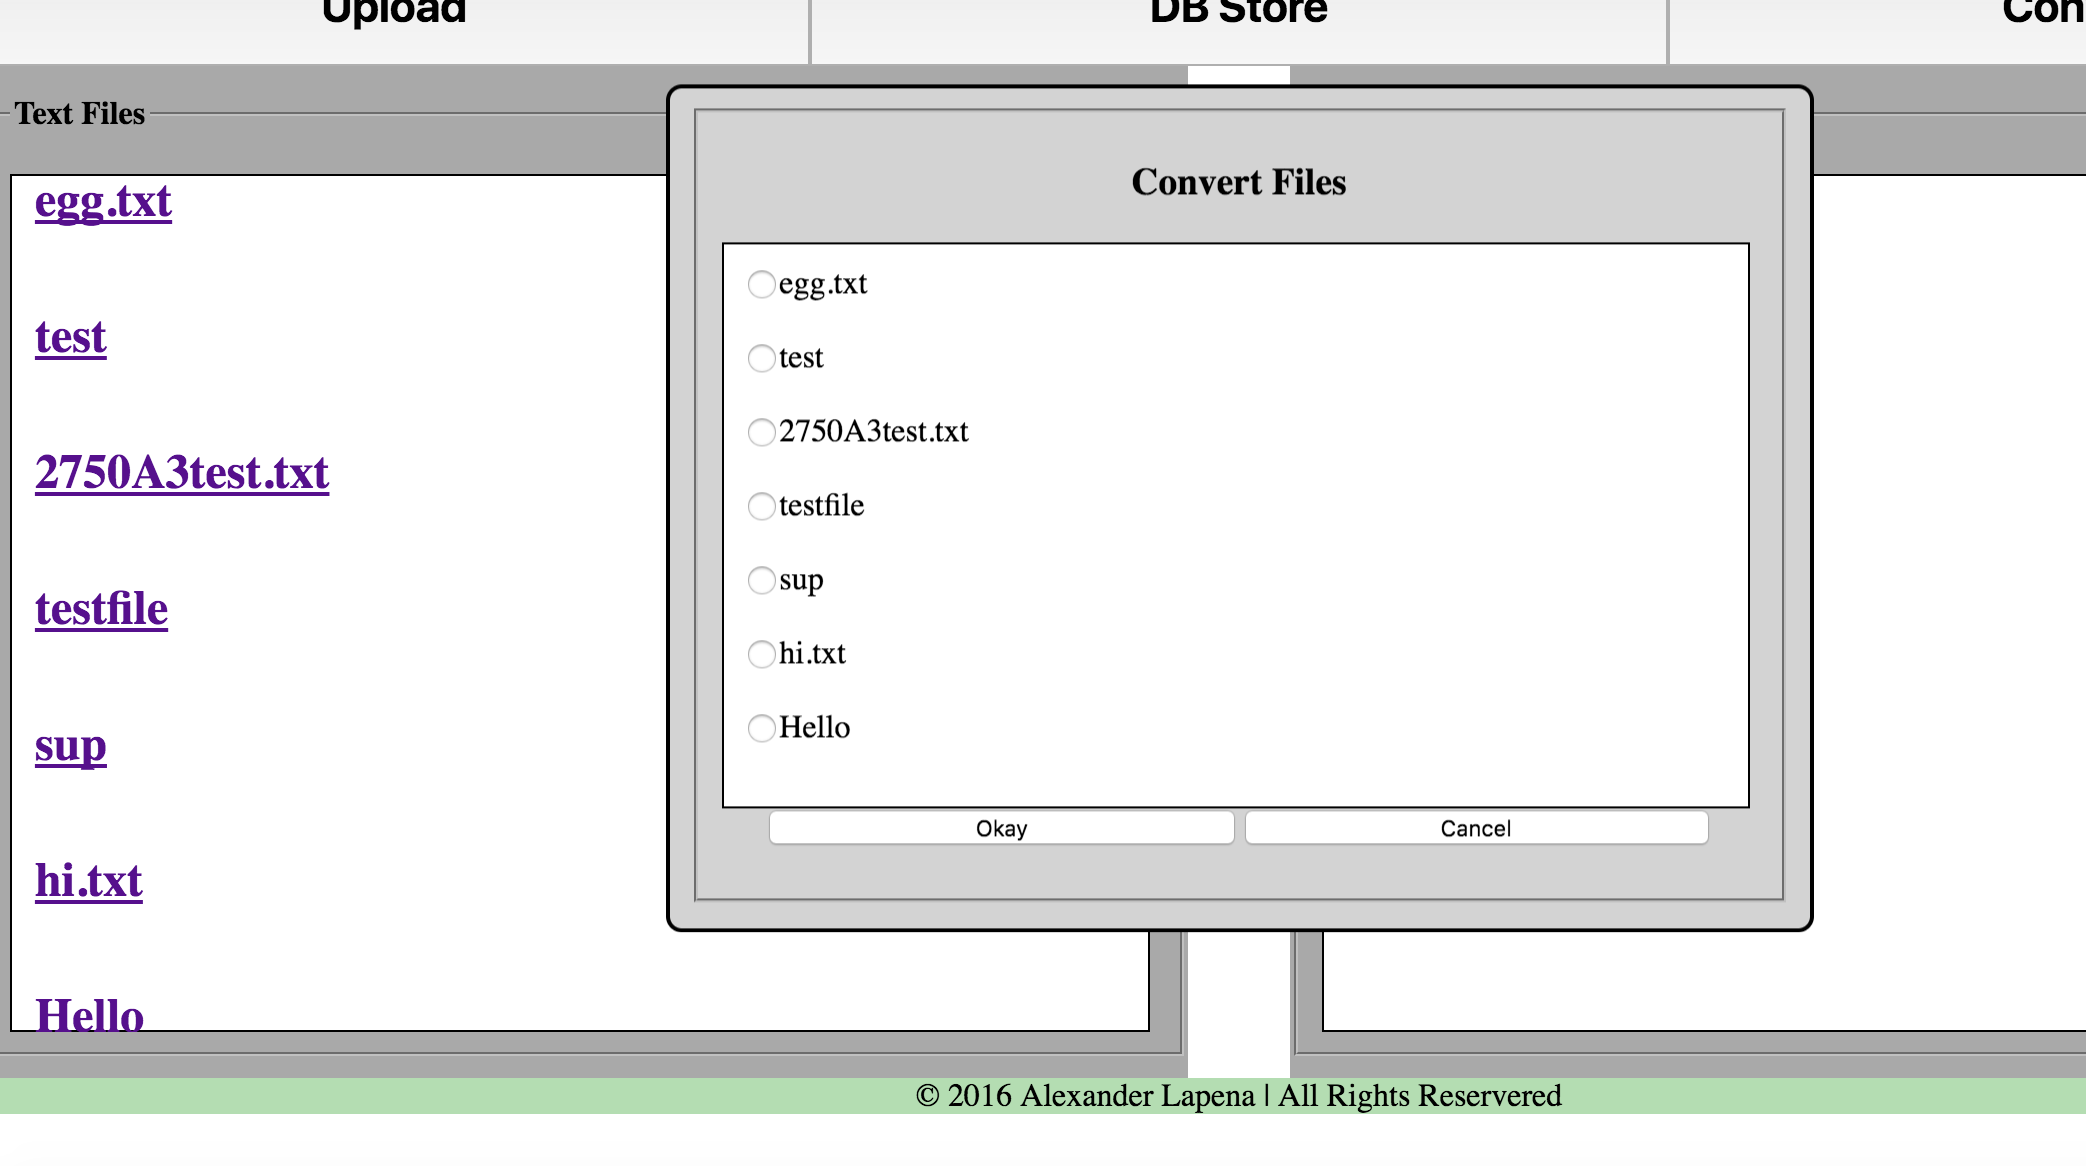 Upload
DB Store
Con
Text Files
egg.txt
test
2750A3test.txt
testfile
sup
hi.txt
Hello
Convert Files
egg.txt
test
2750A3test.txt
testfile
sup
hi.txt
Hello
Okay
Cancel
© 2016 Alexander Lapena | All Rights Reservered